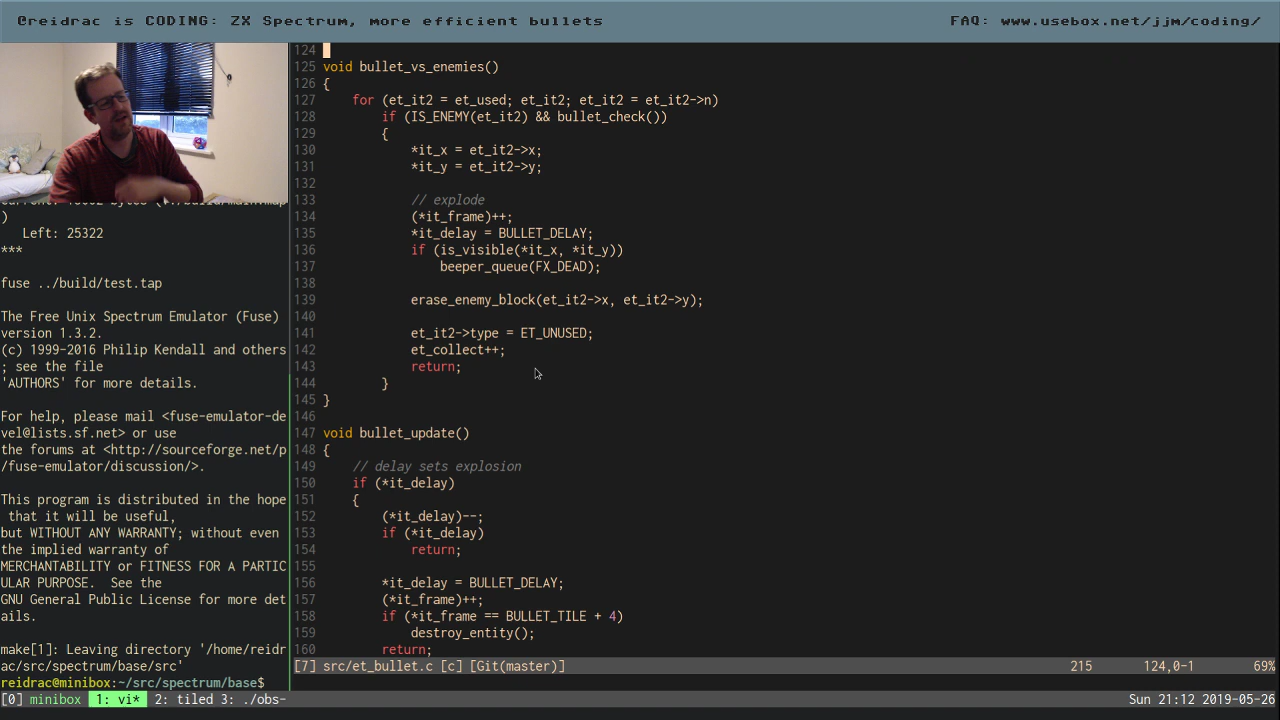 @reidrac is CODING: ZX Spectrum, more efficient bullets
FAQ: www.usebox.net/jjm/coding/
)
Left: 25322
***
fuse ../build/test.tap
The Free Unix Spectrum Emulator (Fuse)
version 1.3.2.
(c) 1999-2016 Philip Kendall and others
; see the file
'AUTHORS' for more details.
For help, please mail <fuse-emulator-de
vel@lists.sf.net> or use
the forums at <http://sourceforge.net/p
/fuse-emulator/discussion/>.
This program is distributed in the hope
that it will be useful,
but WITHOUT ANY WARRANTY; without even
the implied warranty of
MERCHANTABILITY or FITNESS FOR A PARTIC
ULAR PURPOSE.  See the
GNU General Public License for more det
ails.
make[1]: Leaving directory '/home/reidr
ac/src/spectrum/base/src'
reidrac@minibox:~/src/spectrum/base$
124
125 void bullet_vs_enemies()
126 {
127     for (et_it2 = et_used; et_it2; et_it2 = et_it2->n)
128         if (IS_ENEMY(et_it2) && bullet_check())
129         {
130             *it_x = et_it2->x;
131             *it_y = et_it2->y;
132
133             // explode
134             (*it_frame)++;
135             *it_delay = BULLET_DELAY;
136             if (is_visible(*it_x, *it_y))
137                 beeper_queue(FX_DEAD);
138
139             erase_enemy_block(et_it2->x, et_it2->y);
140
141             et_it2->type = ET_UNUSED;
142             et_collect++;
143             return;
144         }
145 }
146
147 void bullet_update()
148 {
149     // delay sets explosion
150     if (*it_delay)
151     {
152         (*it_delay)--;
153         if (*it_delay)
154             return;
155
156         *it_delay = BULLET_DELAY;
157         (*it_frame)++;
158         if (*it_frame == BULLET_TILE + 4)
159             destroy_entity();
160         return;
[7] src/et_bullet.c [c] [Git(master)] 215 124,0-1 69%
[0] minibox 1: vi* 2: tiled 3: ./obs- Sun 21:12 2019-05-26